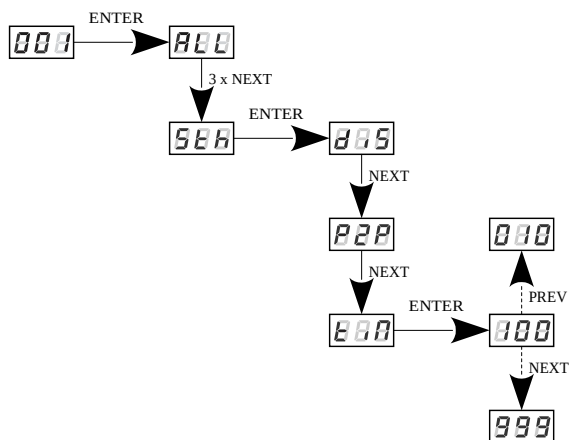 ENTER
001
ALL
3 x NEXT
Sth
ENTER
diS
NEXT
P2P
010
NEXT
PREV
ENTER
tin
100
NEXT
999